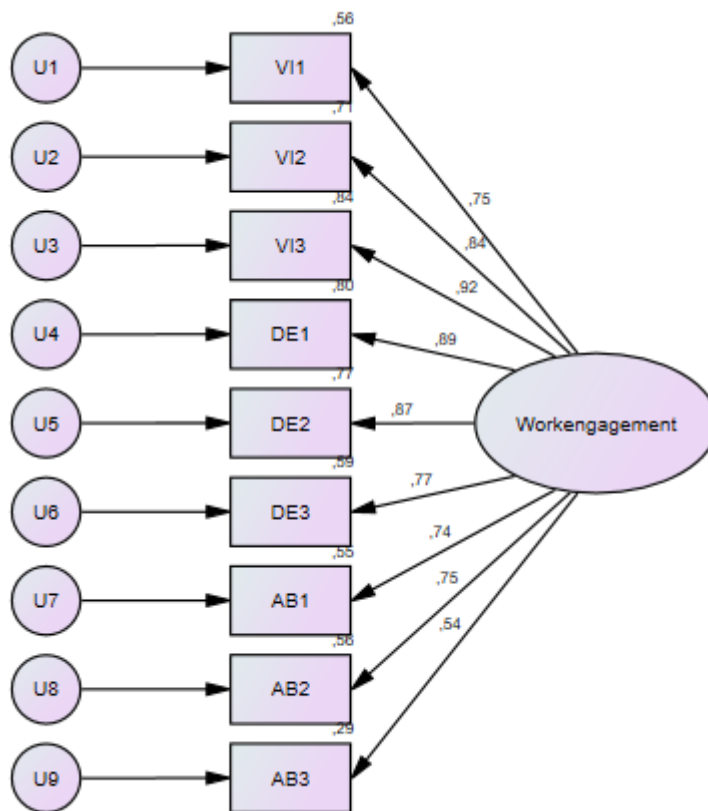 ,56
U1 VI1
,71
,75
U2 VI2
,84
,84
U3 VI3
,92
,80
U4 DE1 ,89
,77
U5 DE2 ,87 Workengagement
,59
U6 DE3 ,77
,55
,74
U7 AB1
,75
,56
,54
U8 AB2
,29
U9 AB3